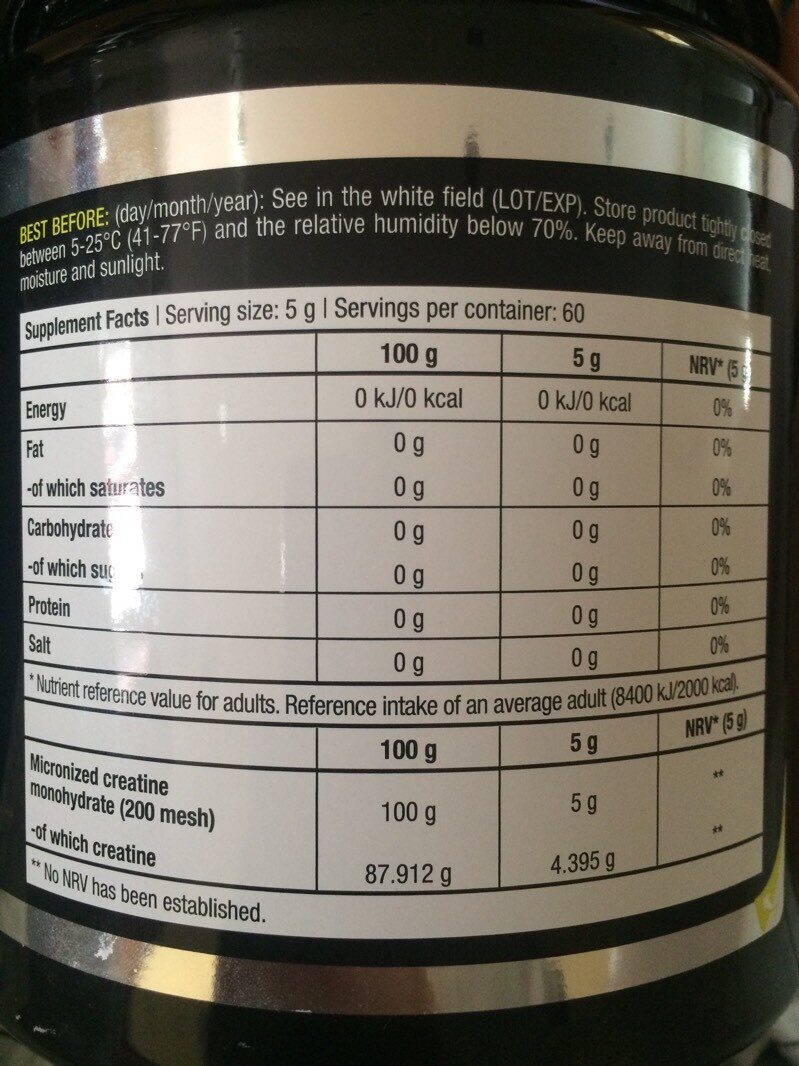 BEST BEFORE: (day/month/year): See in the white field (LOT/EXP). Store product tightly closed
between 5-25°C (41-77°F) and the relative humidity below 70%. Keep away from direct heat,
moisture and sunlight.
Supplement Facts | Serving size: 5 g | Servings per container: 60
100 g 5 g NRV* (5 g
Energy 0 kJ/0 kcal 0 kJ/0 kcal 0%
Fat 0 g 0 g 0%
-of which saturates 0 g 0 g 0%
Carbohydrate 0 g 0 g 0%
-of which 0 g 0 g 0%
Protein 0 g 0 g 0%
Salt 0 g 0 g 0%
* Nutrient reference value for adults. Reference intake of an average adult (8400 kJ/2000 kcal).
100 g 5 g NRV* (5 g)
Micronized creatine
monohydrate (200 mesh) 100 g 5 g **
-of which creatine 87.912 g 4.395 g **
** No NRV has been established.